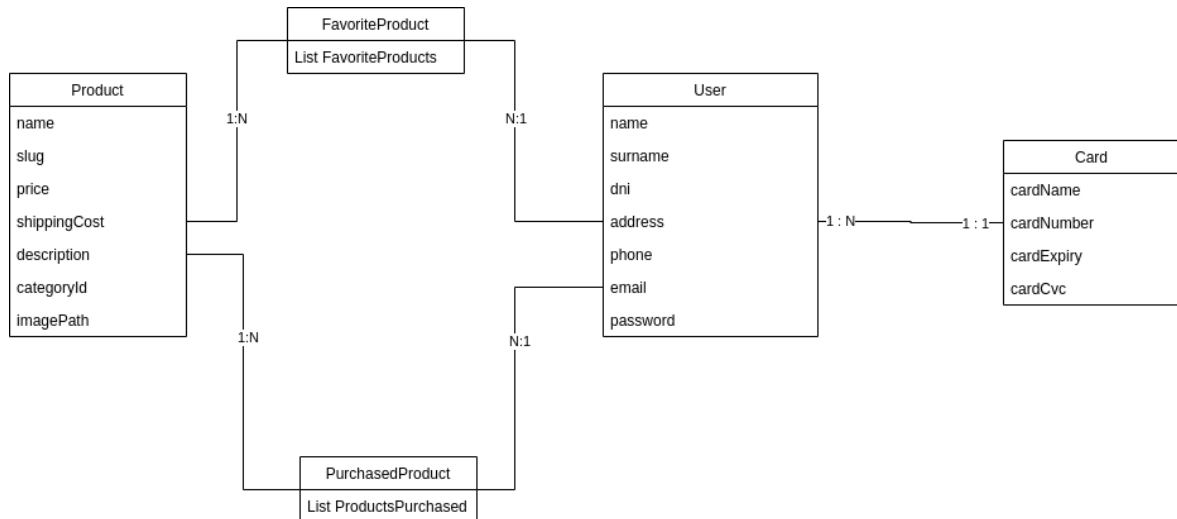 FavoriteProduct
List FavoriteProducts
Product
name
slug
price
shippingCost
description
categoryId
imagePath
1:N
N:1
User
name
surname
dni
address
phone
email
password
1 : N
1 : 1
Card
cardName
cardNumber
cardExpiry
cardCvc
1:N
N:1
PurchasedProduct
List ProductsPurchased